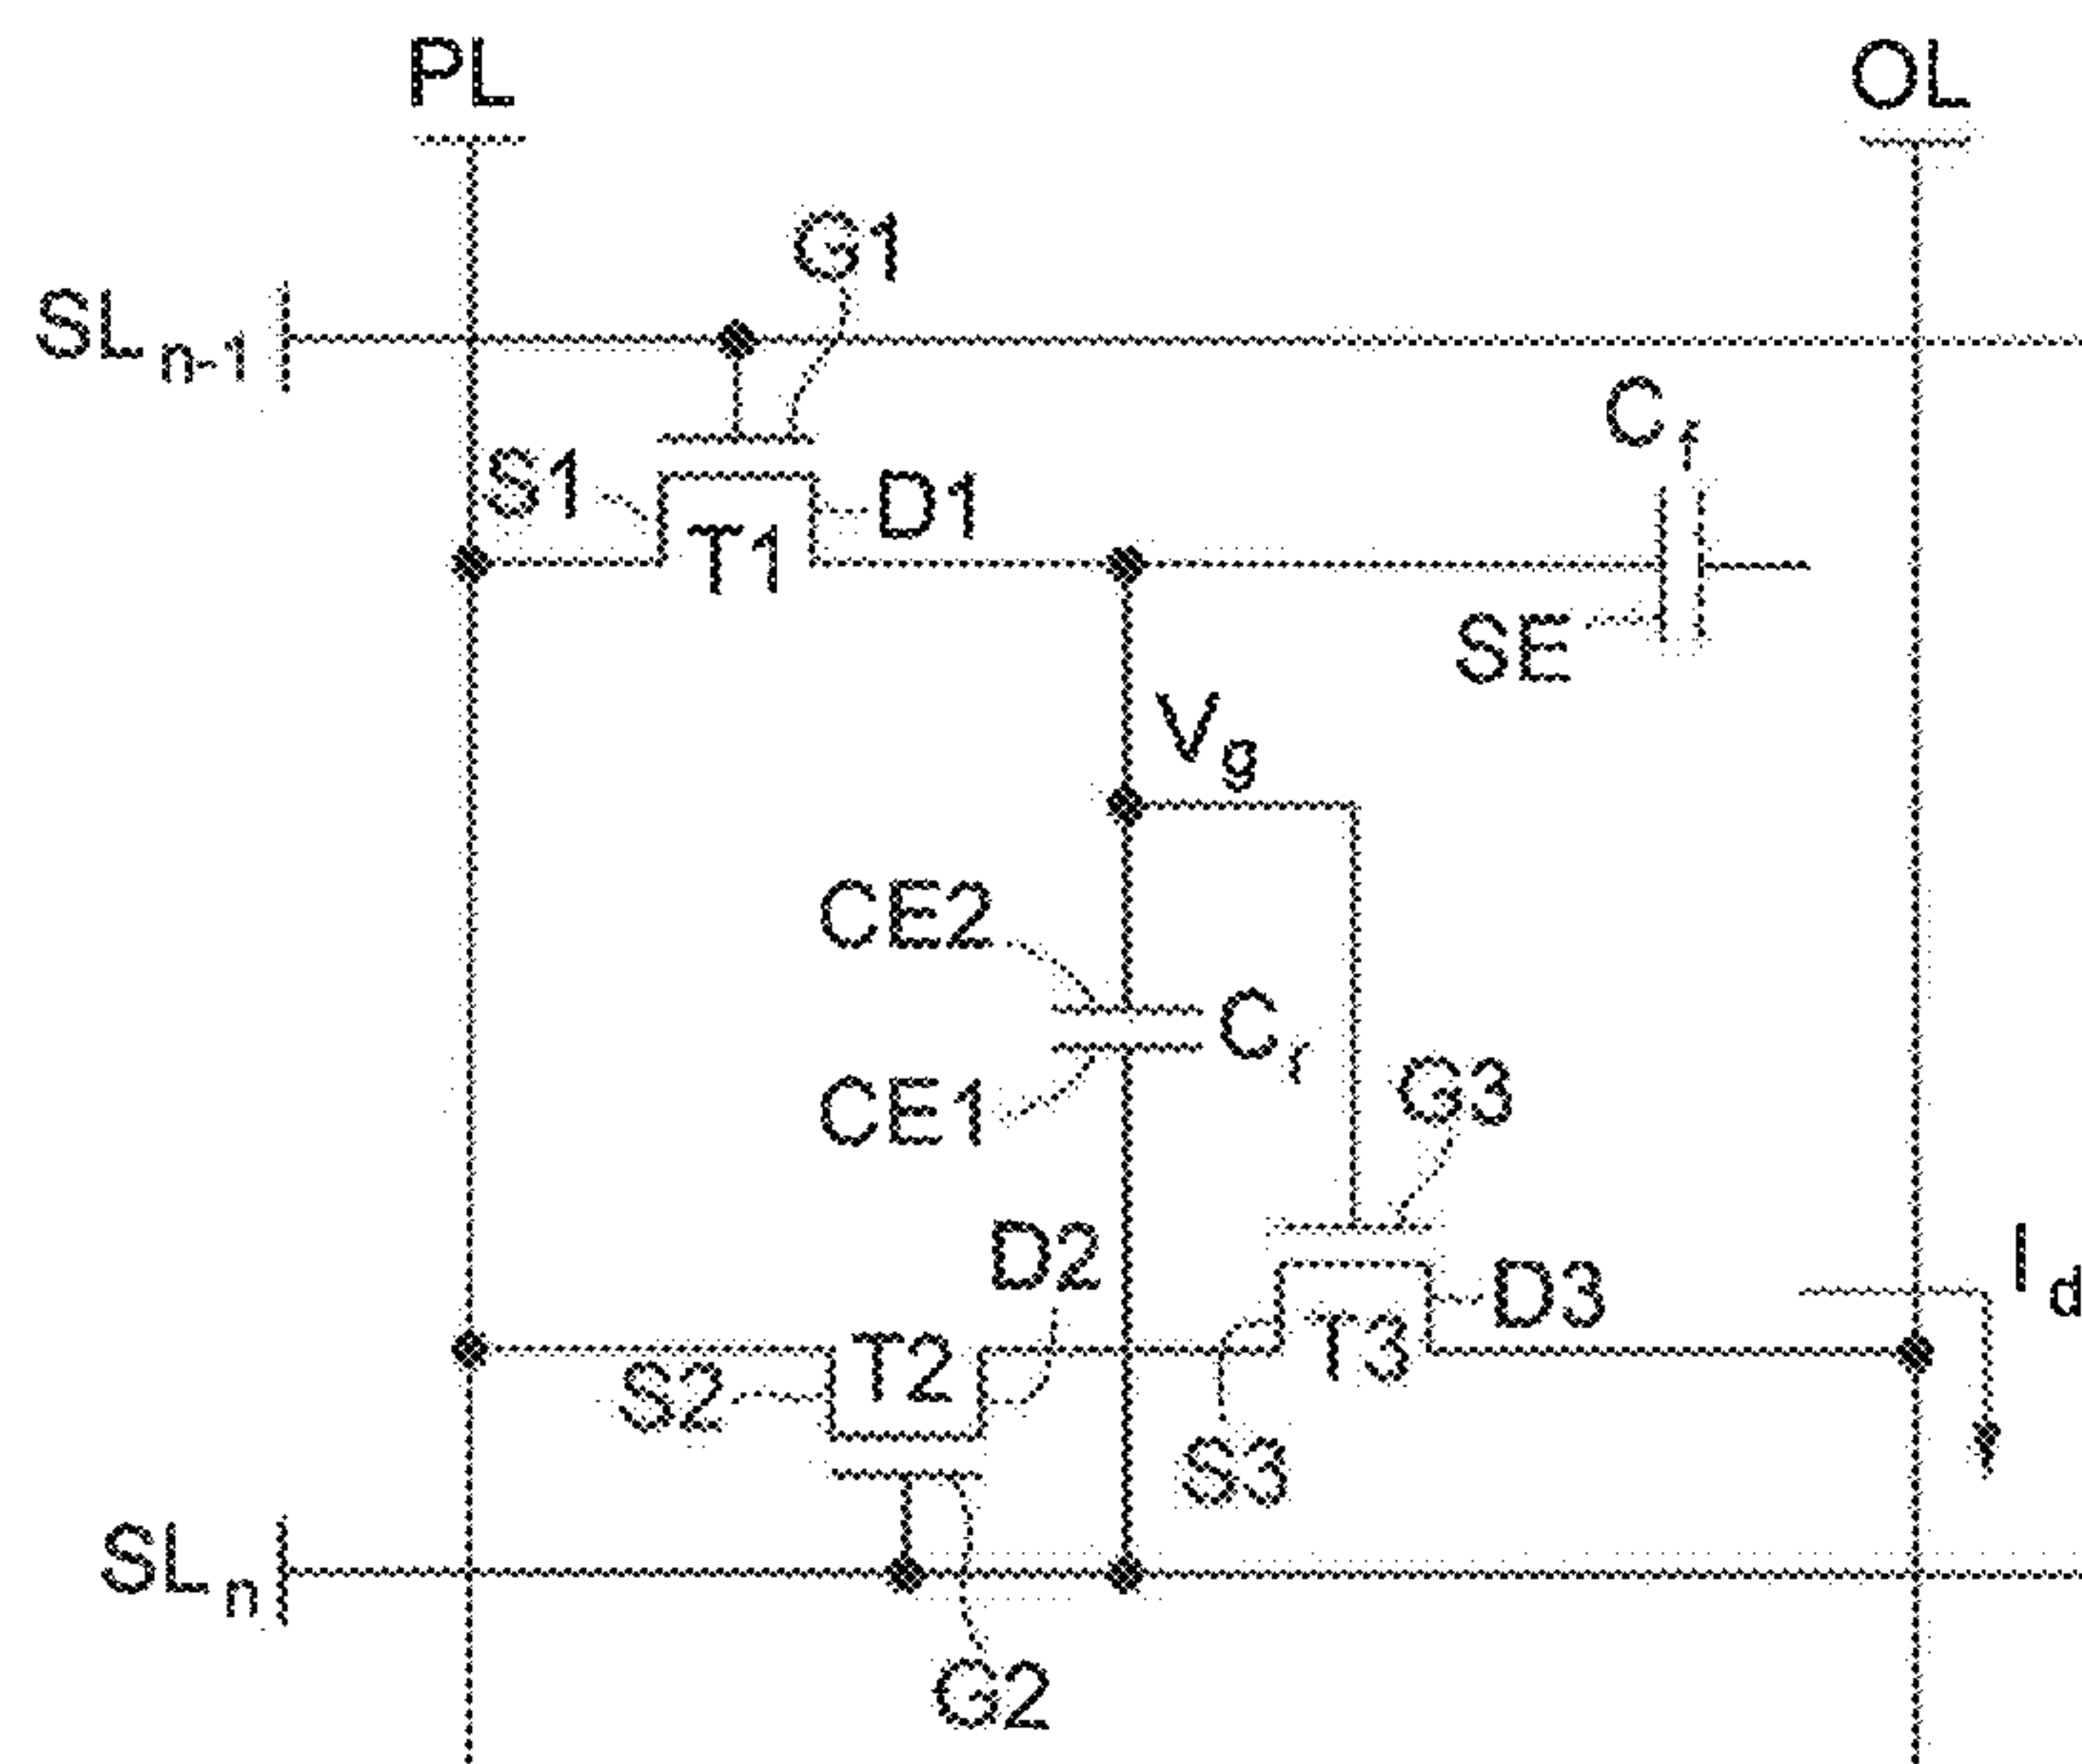 PL
OL
G1
SLn-1
Cf
S1
D1
T1
SE
Vg
CE2
Cr
CE1
G3
D2
Id
D3
T2
T3
S2
S3
SLn
G2